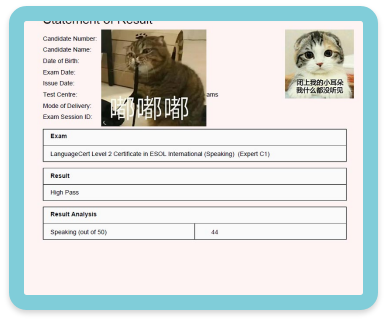 Statement of Result
Candidate Number:
Candidate Name:
Date of Birth:
Exam Date:
Issue Date:
Test Centre:
ams
Mode of Delivery:
Exam Session ID:
嘟嘟嘟
闭上我的小耳朵
我什么都没听见
Exam
LanguageCert Level 2 Certificate in ESOL International (Speaking) (Expert C1)
Result
High Pass
Result Analysis
Speaking (out of 50)
44